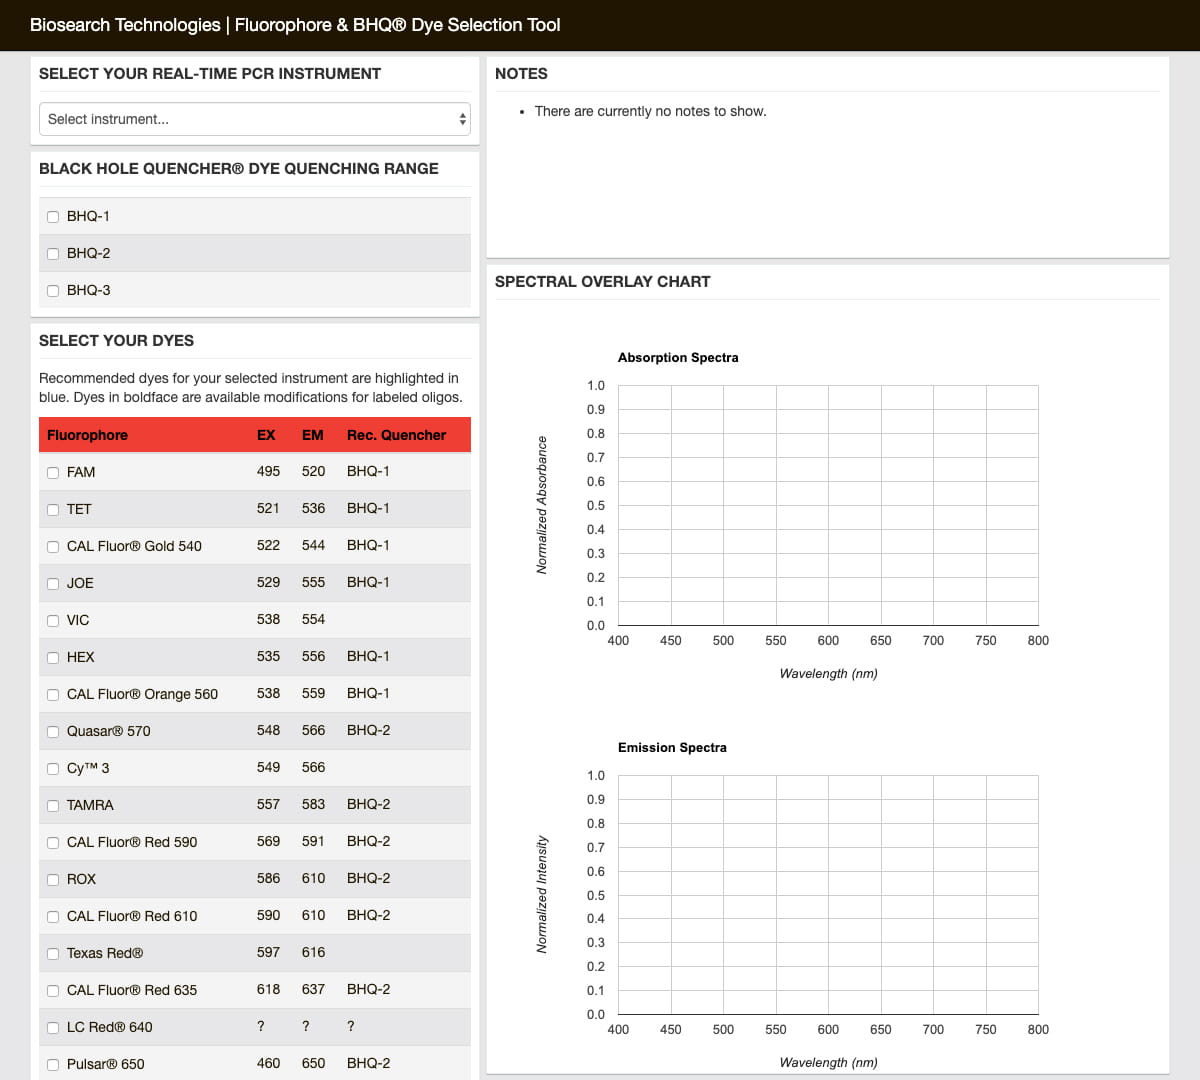 Biosearch Technologies | Fluorophore & BHQ® Dye Selection Tool
SELECT YOUR REAL-TIME PCR INSTRUMENT
Select instrument...
BLACK HOLE QUENCHER® DYE QUENCHING RANGE
BHQ-1
BHQ-2
BHQ-3
SELECT YOUR DYES
Recommended dyes for your selected instrument are highlighted in
blue. Dyes in boldface are available modifications for labeled oligos.
Fluorophore EX EM Rec. Quencher
FAM 495 520 BHQ-1
TET 521 536 BHQ-1
CAL Fluor® Gold 540 522 544 BHQ-1
JOE 529 555 BHQ-1
VIC 538 554
HEX 535 556 BHQ-1
CAL Fluor® Orange 560 538 559 BHQ-1
Quasar® 570 548 566 BHQ-2
Cy™ 3 549 566
TAMRA 557 583 BHQ-2
CAL Fluor® Red 590 569 591 BHQ-2
ROX 586 610 BHQ-2
CAL Fluor® Red 610 590 610 BHQ-2
Texas Red® 597 616
CAL Fluor® Red 635 618 637 BHQ-2
LC Red® 640 ? ? ?
Pulsar® 650 460 650 BHQ-2
NOTES
• There are currently no notes to show.
SPECTRAL OVERLAY CHART
Absorption Spectra
Normalized Absorbance
1.0
0.9
0.8
0.7
0.6
0.5
0.4
0.3
0.2
0.1
0.0
400 450 500 550 600 650 700 750 800
Wavelength (nm)
Emission Spectra
Normalized Intensity
1.0
0.9
0.8
0.7
0.6
0.5
0.4
0.3
0.2
0.1
0.0
400 450 500 550 600 650 700 750 800
Wavelength (nm)